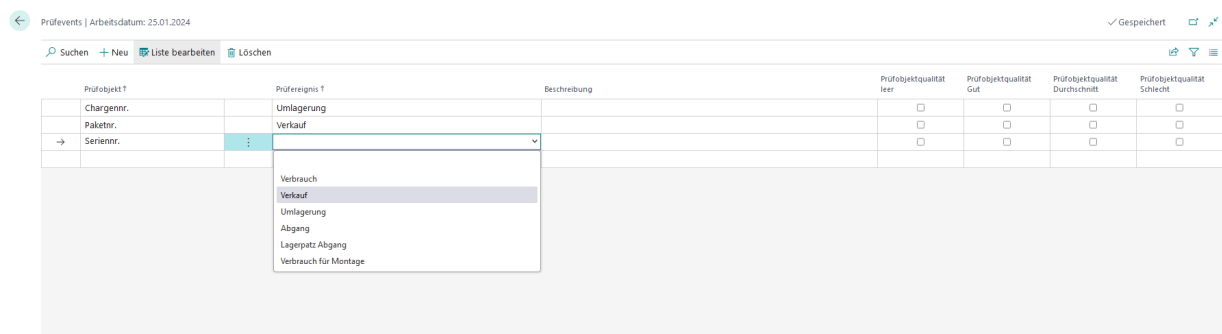 Prüfevents | Arbeitsdatum: 25.01.2024
Gespeichert
Suchen Neu Liste bearbeiten Löschen
Prüfobjekt ↑ Prüfereignis ↑ Beschreibung Prüfobjektqualität leer Prüfobjektqualität Gut Prüfobjektqualität Durchschnitt Prüfobjektqualität Schlecht
Chargennr. Umlagerung
Paketnr. Verkauf
Seriennr.
Verbrauch
Verkauf
Umlagerung
Abgang
Lagerpatz Abgang
Verbrauch für Montage